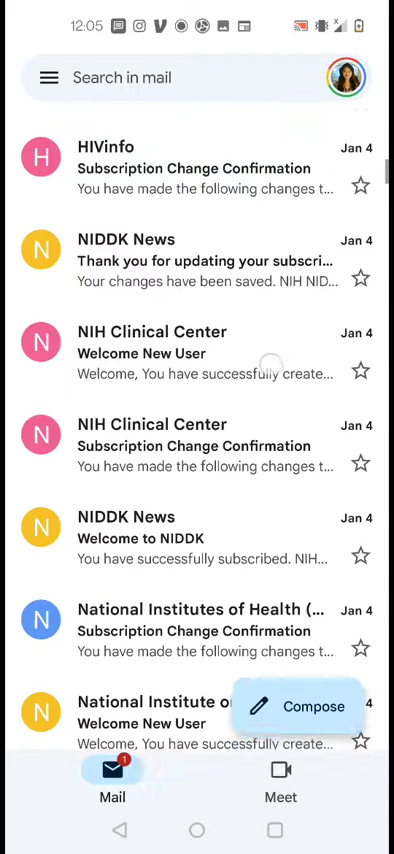 12:05
Search in mail
H
HIVinfo
Jan 4
Subscription Change Confirmation
You have made the following changes t...
N
NIDDK News
Jan 4
Thank you for updating your subscri...
Your changes have been saved. NIH NID...
N
NIH Clinical Center
Jan 4
Welcome New User
Welcome, You have successfully create...
N
NIH Clinical Center
Jan 4
Subscription Change Confirmation
You have made the following changes t...
N
NIDDK News
Jan 4
Welcome to NIDDK
You have successfully subscribed. NIH...
N
National Institutes of Health (...
Jan 4
Subscription Change Confirmation
You have made the following changes t...
N
National Institute o
4
Welcome New User
Welcome, You have successfully create...
Compose
1
Mail
Meet